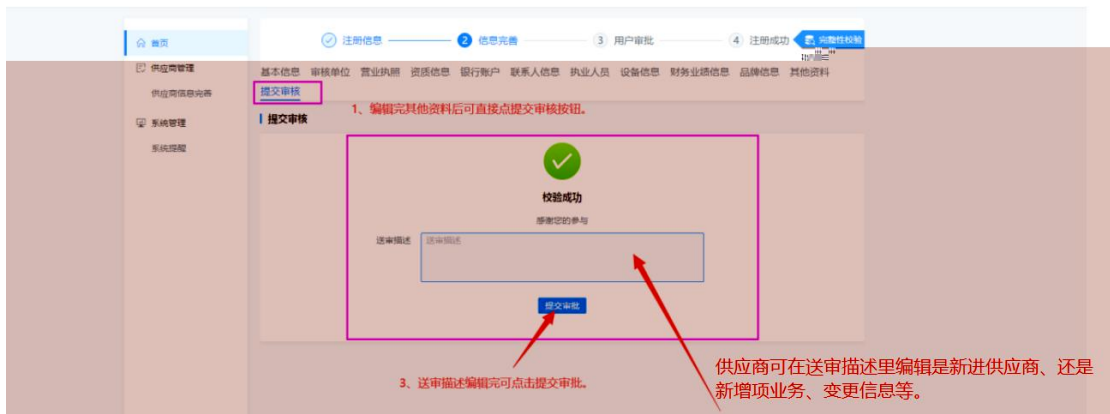 首页
供应商管理
供应商信息完善
系统管理
系统提醒
注册信息 2 信息完善 3 用户审批 4 注册成功 完整性校验
基本信息 审核单位 营业执照 资质信息 银行账户 联系人信息 执业人员 设备信息 财务业绩信息 品牌信息 其他资料
提交审核
1、编辑完其他资料后可直接点提交审核按钮。
提交审核
校验成功
感谢您的参与
送审描述 送审描述
提交审批
3、送审描述编辑完可点击提交审批。
供应商可在送审描述里编辑是新进供应商、还是
新增项业务、变更信息等。